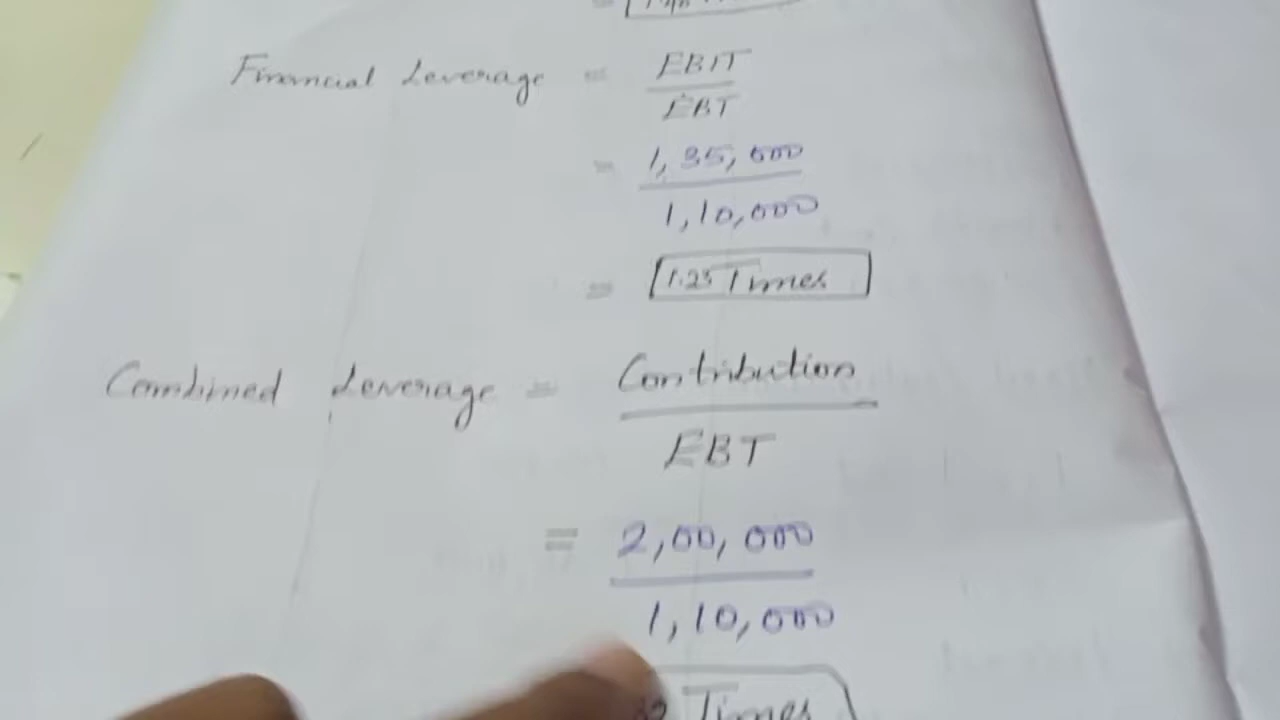 Financial Leverage = EBIT
EBT
= 1,35,000
1,10,000
= 1.25 Times
Combined Leverage = Contribution
EBT
= 2,00,000
1,10,000
Times